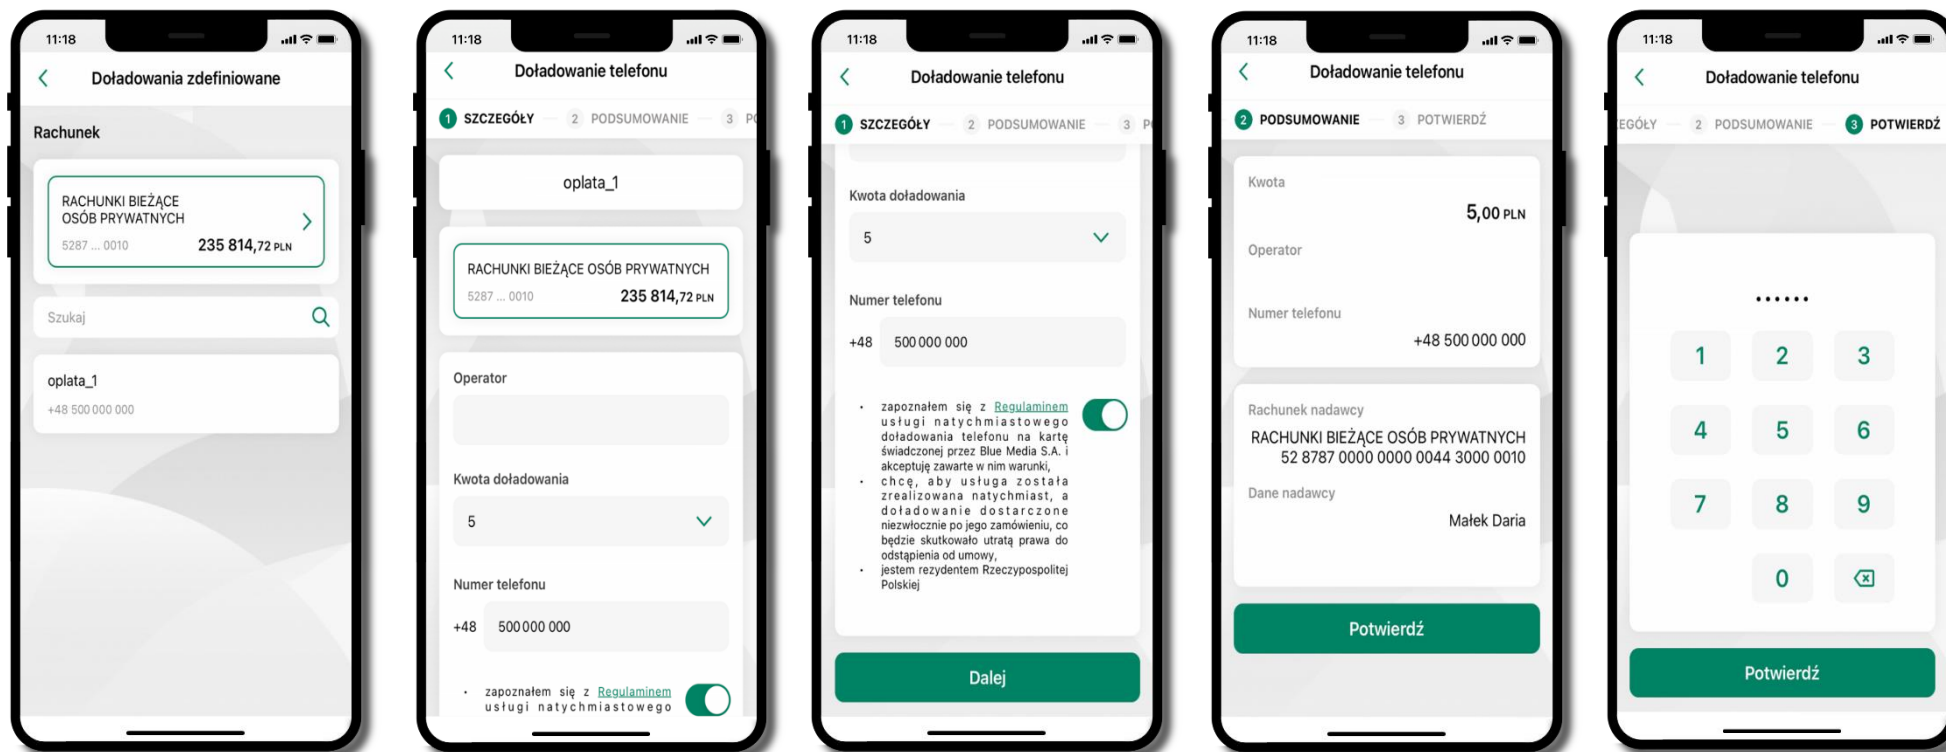 11:18
Doładowania zdefiniowane
Rachunek
RACHUNKI BIEŻĄCE
OSÓB PRYWATNYCH
5287 ... 0010 235 814,72 PLN
Szukaj
oplata_1
+48 500 000 000
11:18
Doładowanie telefonu
1 SZCZEGÓŁY 2 PODSUMOWANIE 3 PO
oplata_1
RACHUNKI BIEŻĄCE OSÓB PRYWATNYCH
5287 ... 0010 235 814,72 PLN
Operator
Kwota doładowania
5
Numer telefonu
+48 500 000 000
• zapoznałem się z Regulaminem
usługi natychmiastowego
11:18
Doładowanie telefonu
1 SZCZEGÓŁY 2 PODSUMOWANIE 3 P
Kwota doładowania
5
Numer telefonu
+48 500 000 000
• zapoznałem się z Regulaminem
usługi natychmiastowego
doładowania telefonu na kartę
świadczonej przez Blue Media S.A. i
akceptuję zawarte w nim warunki,
• chcę, aby usługa została
zrealizowana natychmiast, a
doładowanie dostarczone
niezwłocznie po jego zamówieniu, co
będzie skutkowało utratą prawa do
odstąpienia od umowy,
• jestem rezydentem Rzeczypospolitej
Polskiej
Dalej
11:18
Doładowanie telefonu
2 PODSUMOWANIE 3 POTWIERDŹ
Kwota
5,00 PLN
Operator
Numer telefonu
+48 500 000 000
Rachunek nadawcy
RACHUNKI BIEŻĄCE OSÓB PRYWATNYCH
52 8787 0000 0000 0044 3000 0010
Dane nadawcy
Małek Daria
Potwierdź
11:18
Doładowanie telefonu
EGÓŁY 2 PODSUMOWANIE 3 POTWIERDŹ
••••••
1 2 3
4 5 6
7 8 9
0
Potwierdź